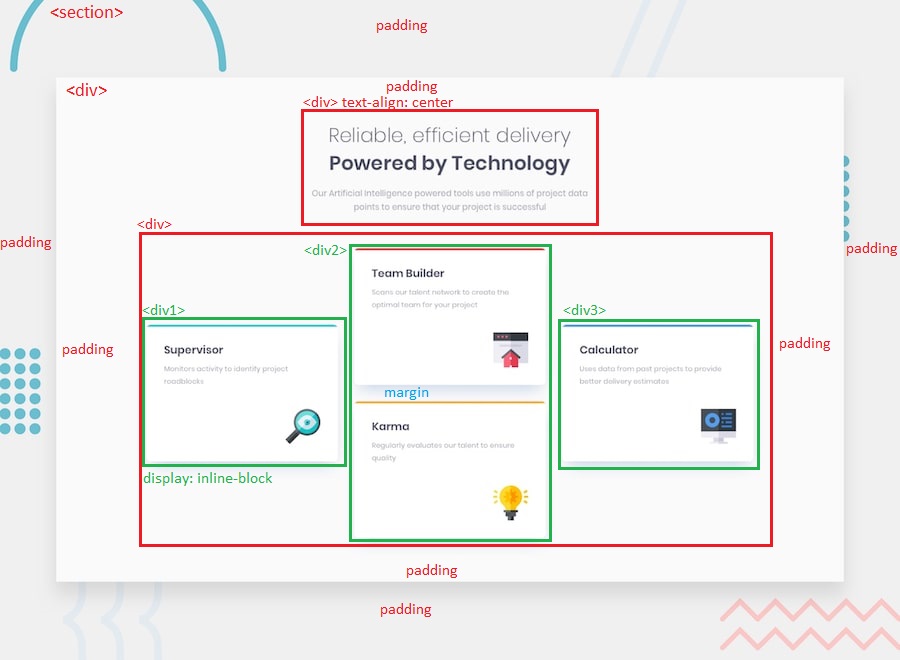 <section>
padding
<div>
padding
<div> text-align: center
Reliable, efficient delivery
Powered by Technology
Our Artificial Intelligence powered tools use millions of project data
points to ensure that your project is successful
<div>
padding
padding
<div2>
Team Builder
Scans our talent network to create the
optimal team for your project
<div1>
<div3>
padding
padding
Supervisor
Monitors activity to identify project
roadblocks
Calculator
Uses data from past projects to provide
better delivery estimates
margin
Karma
Regularly evaluates our talent to ensure
quality
display: inline-block
padding
padding